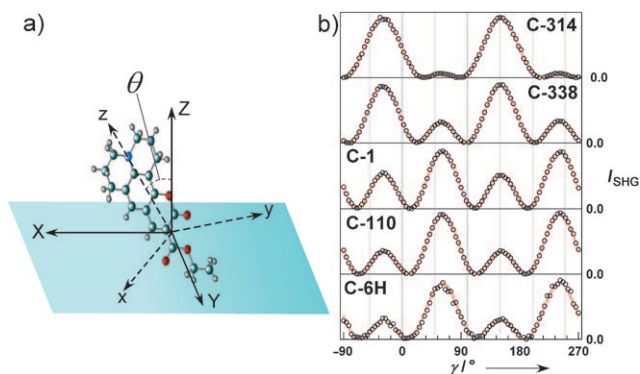 a)
θ
z
Z
X
y
x
Y
b)
C-314
0.0
C-338
0.0
C-1
I SHG
0.0
C-110
0.0
C-6H
0.0
-90 0 90 180 270
γ / °